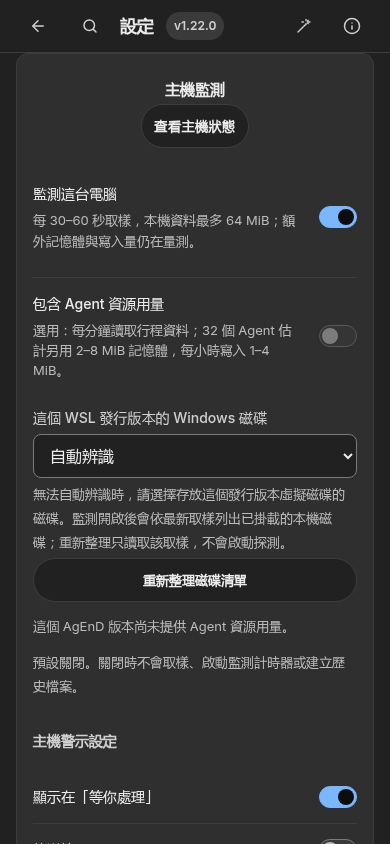 設定 v1.22.0
主機監測
查看主機狀態
監測這台電腦
每 30–60 秒取樣，本機資料最多 64 MiB；額
外記憶體與寫入量仍在量測。
包含 Agent 資源用量
選用：每分鐘讀取行程資料；32 個 Agent 估
計另用 2–8 MiB 記憶體，每小時寫入 1–4
MiB。
這個 WSL 發行版本的 Windows 磁碟
自動辨識
無法自動辨識時，請選擇存放這個發行版本虛擬磁碟的
磁碟。監測開啟後會依最新取樣列出已掛載的本機磁
碟；重新整理只讀取該取樣，不會啟動探測。
重新整理磁碟清單
這個 AgEnD 版本尚未提供 Agent 資源用量。
預設關閉。關閉時不會取樣、啟動監測計時器或建立歷
史檔案。
主機警示設定
顯示在「等你處理」